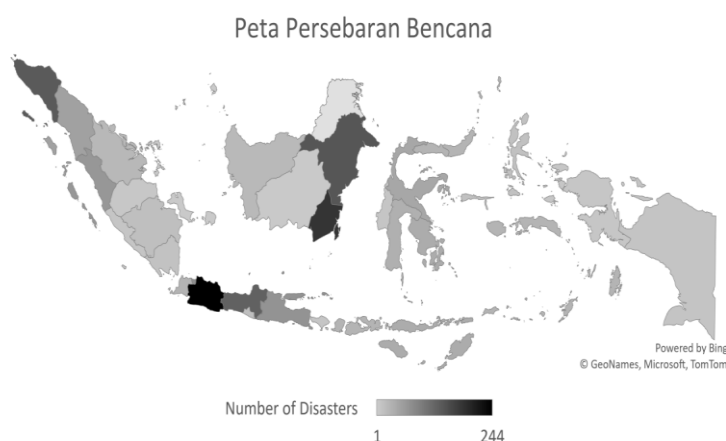 Peta Persebaran Bencana
Powered by Bing
© GeoNames, Microsoft, TomTom
Number of Disasters
1 244